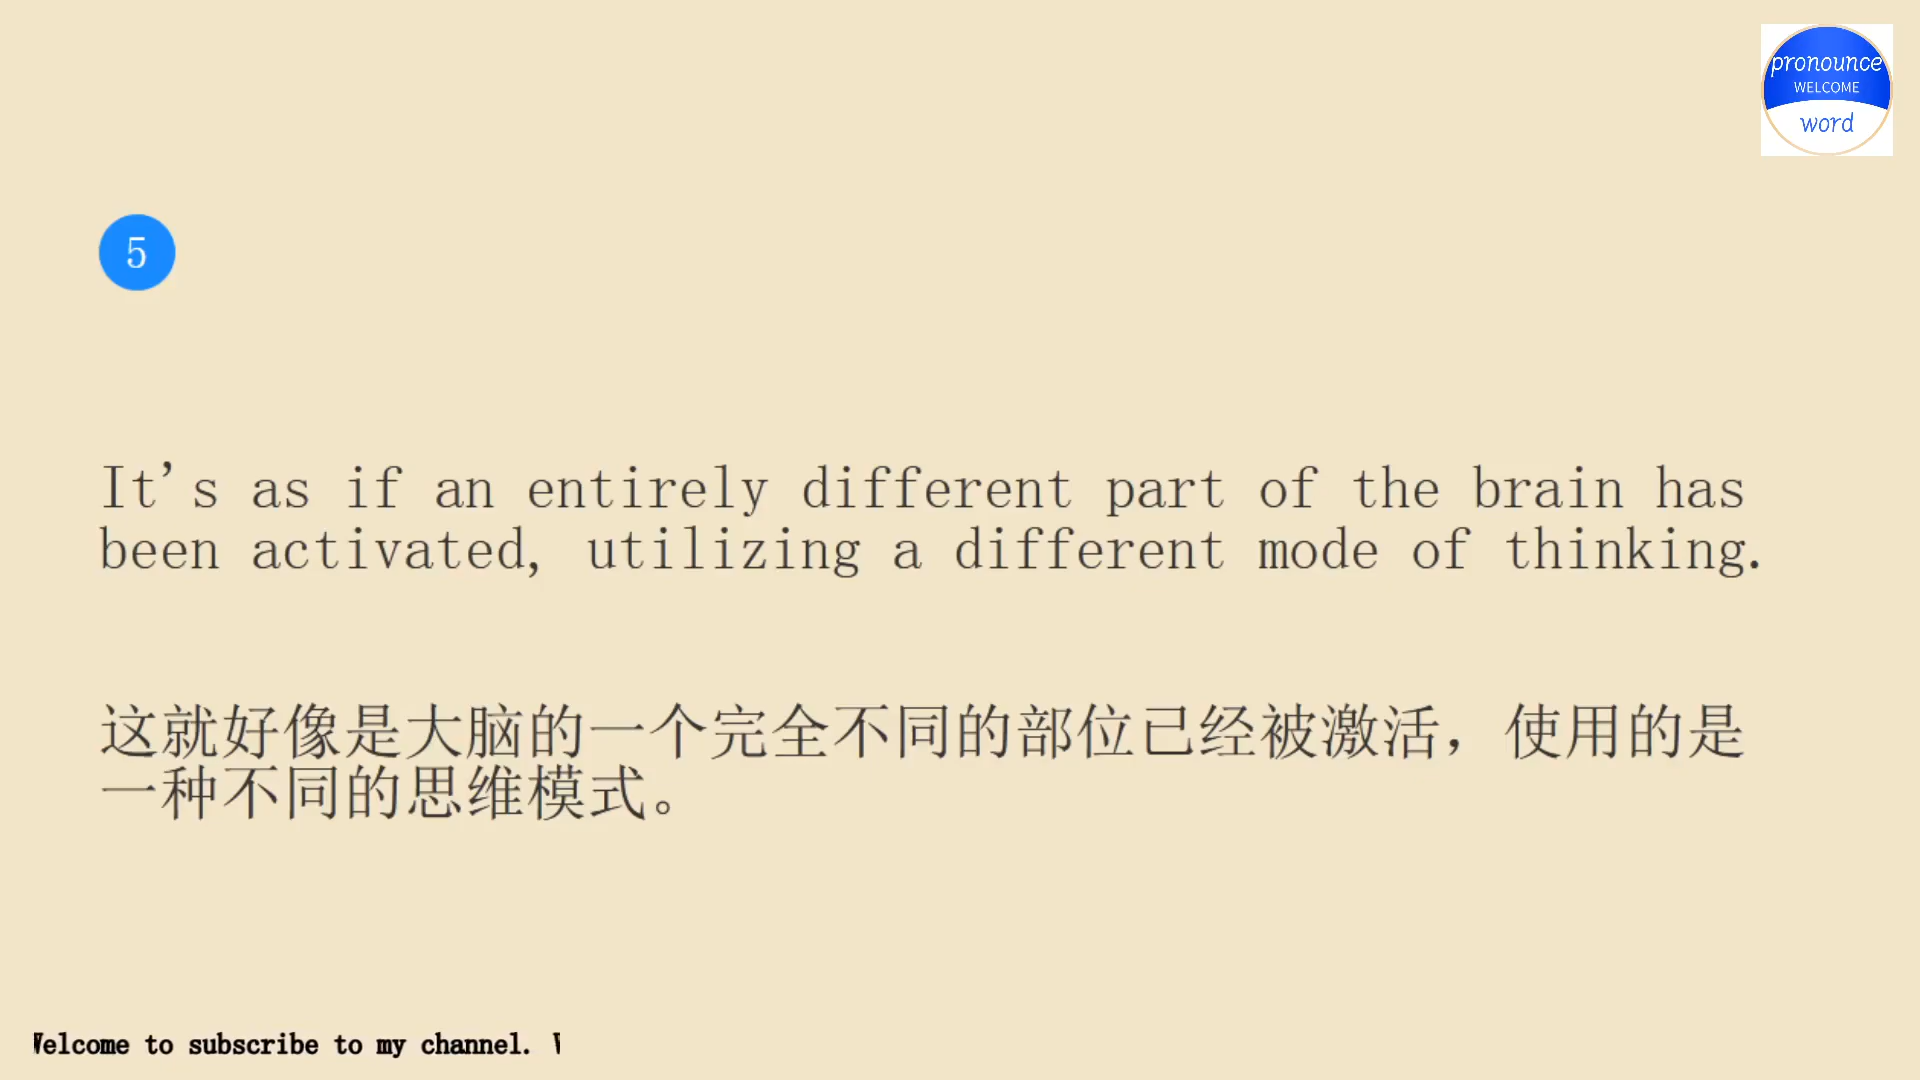 pronounce
WELCOME
word
5
It's as if an entirely different part of the brain has
been activated, utilizing a different mode of thinking.
这就好像是大脑的一个完全不同的部位已经被激活，使用的是
一种不同的思维模式。
Welcome to subscribe to my channel.